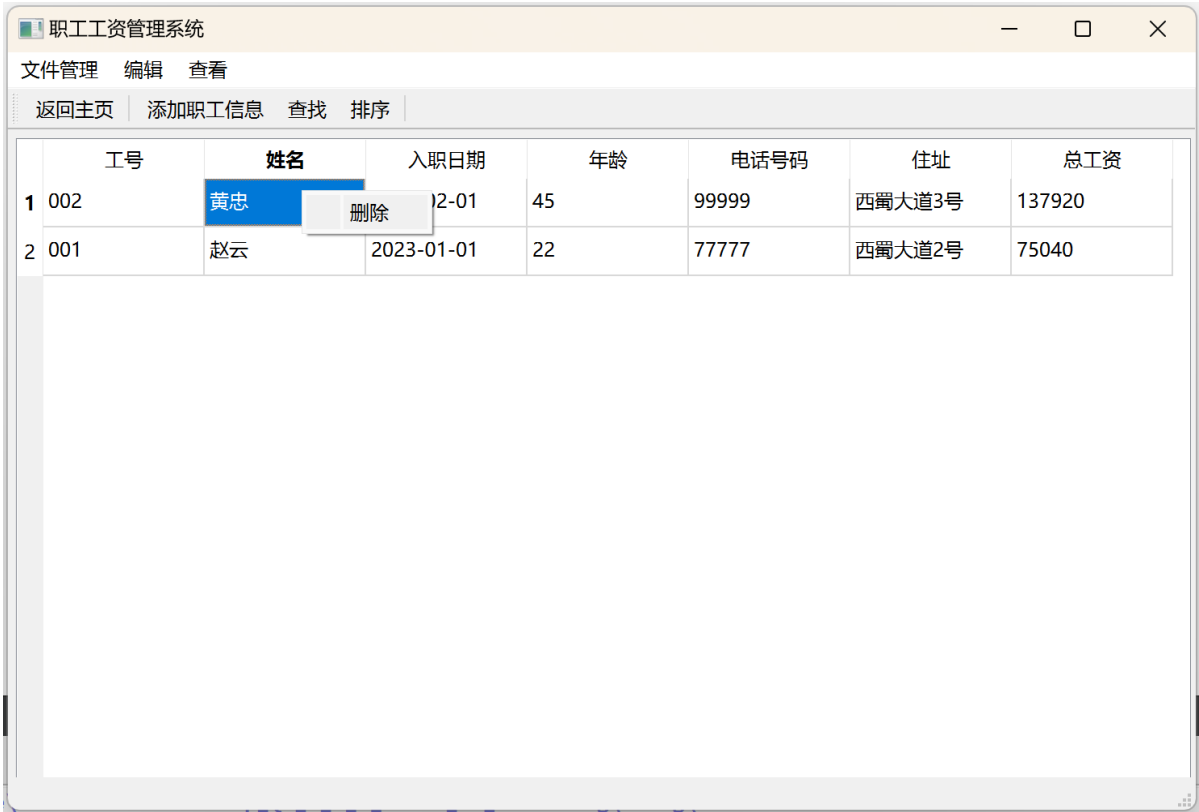 职工工资管理系统
文件管理 编辑 查看
返回主页 添加职工信息 查找 排序
工号 姓名 入职日期 年龄 电话号码 住址 总工资
1 002 黄忠 02-01 45 99999 西蜀大道3号 137920
删除
2 001 赵云 2023-01-01 22 77777 西蜀大道2号 75040